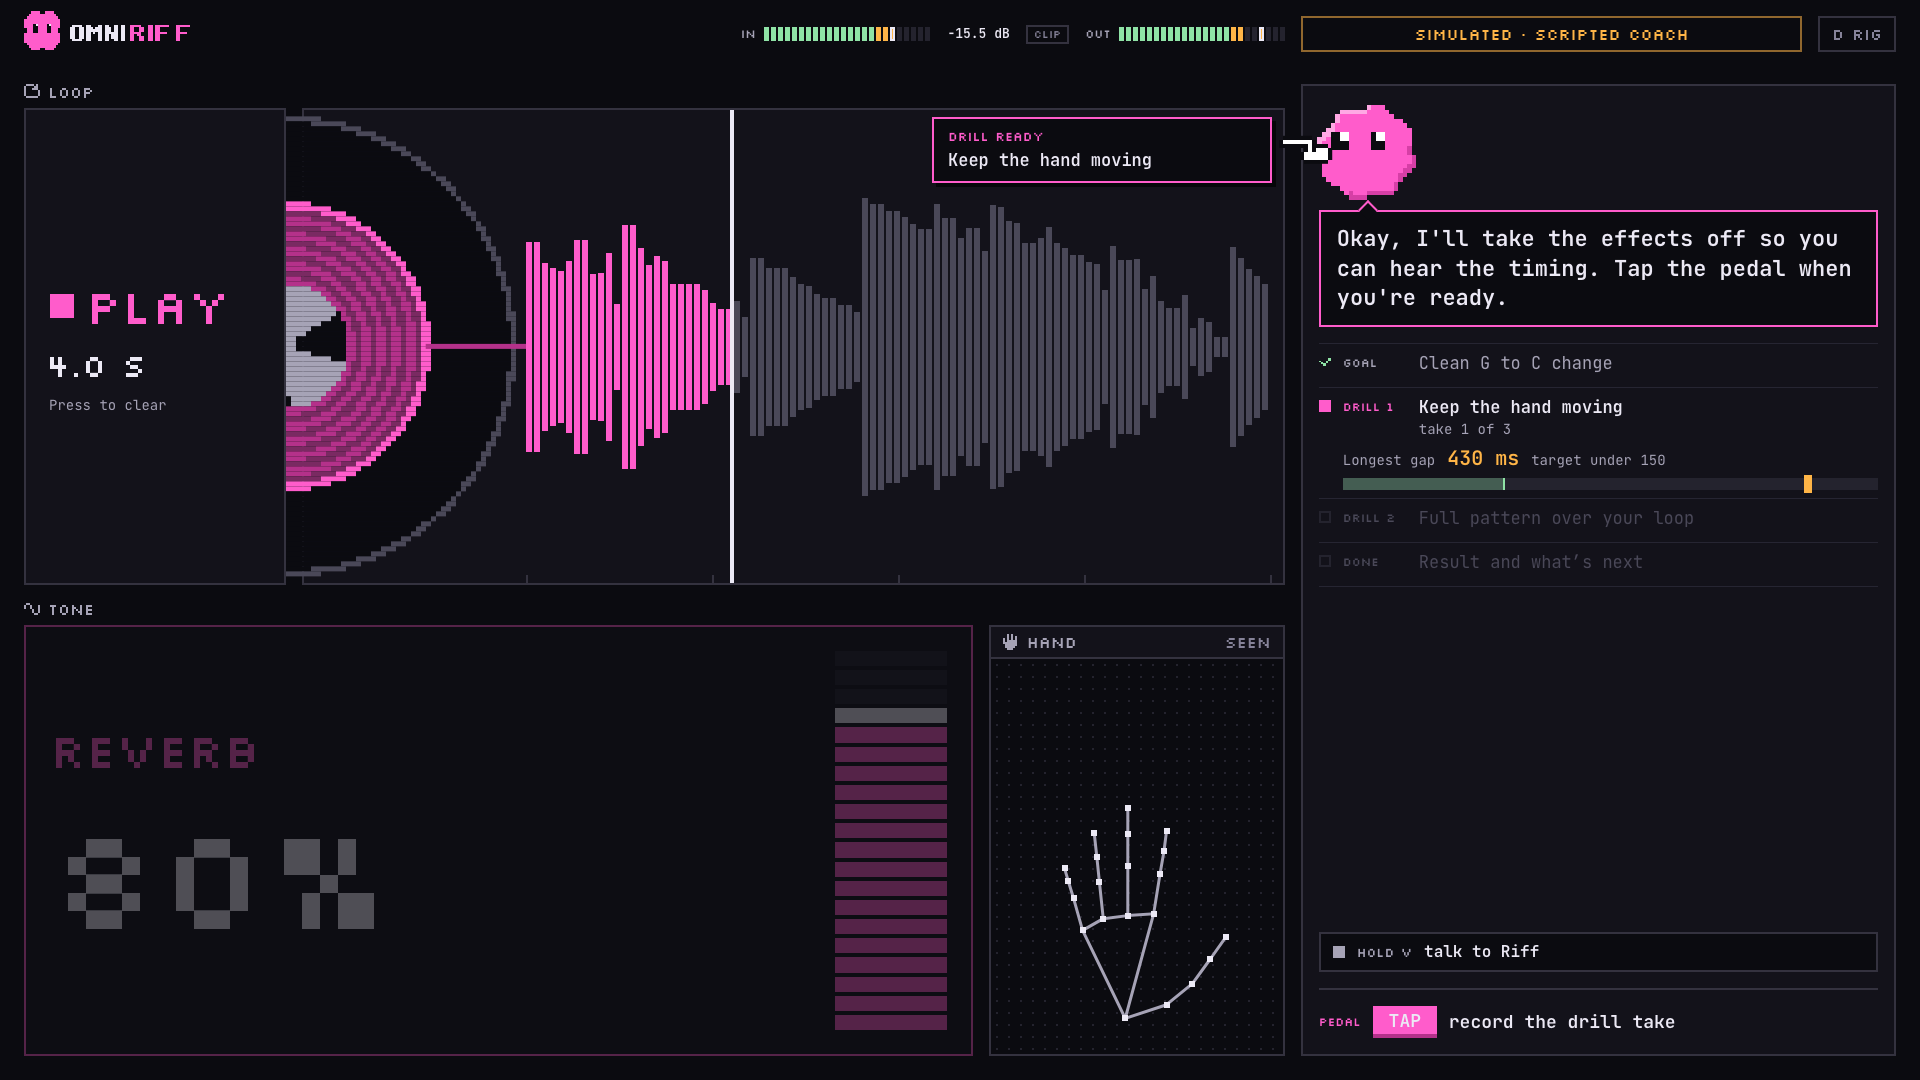 OMNIRIFF
IN -15.5 dB CLIP OUT
SIMULATED · SCRIPTED COACH
D RIG
LOOP
PLAY
4.0 S
Press to clear
DRILL READY
Keep the hand moving
Okay, I'll take the effects off so you
can hear the timing. Tap the pedal when
you're ready.
GOAL Clean G to C change
DRILL 1 Keep the hand moving
take 1 of 3
Longest gap 430 ms target under 150
DRILL 2 Full pattern over your loop
DONE Result and what’s next
TONE
REVERB
80%
HAND SEEN
HOLD V talk to Riff
PEDAL TAP record the drill take